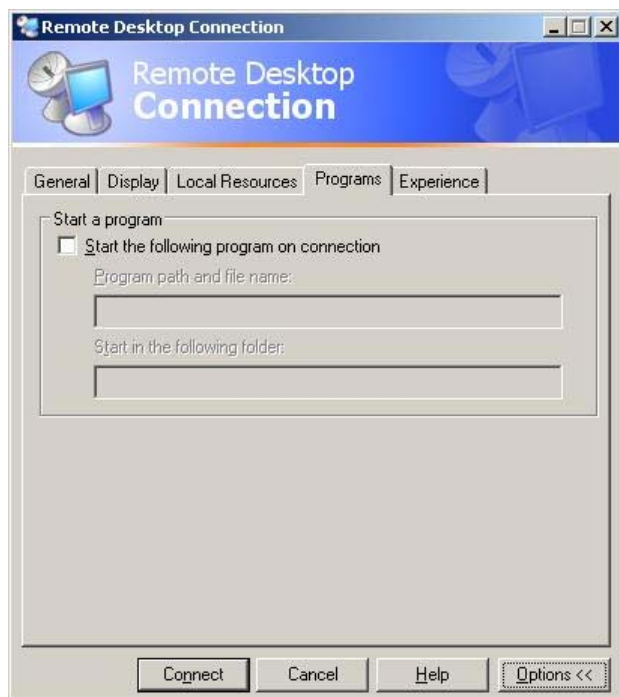 Remote Desktop Connection
Remote Desktop
Connection
General Display Local Resources Programs Experience
Start a program
Start the following program on connection
Program path and file name:
Start in the following folder:
Connect Cancel Help Options <<